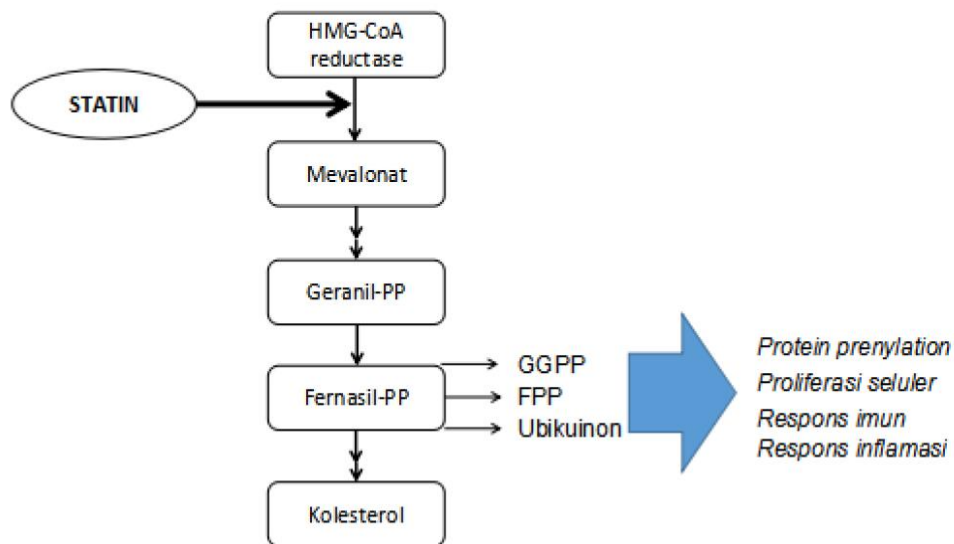 HMG-CoA
reductase
STATIN
Mevalonat
Geranil-PP
Fernasil-PP
GGPP
FPP
Ubikuinon
Protein prenylation
Proliferasi seluler
Respons imun
Respons inflamasi
Kolesterol